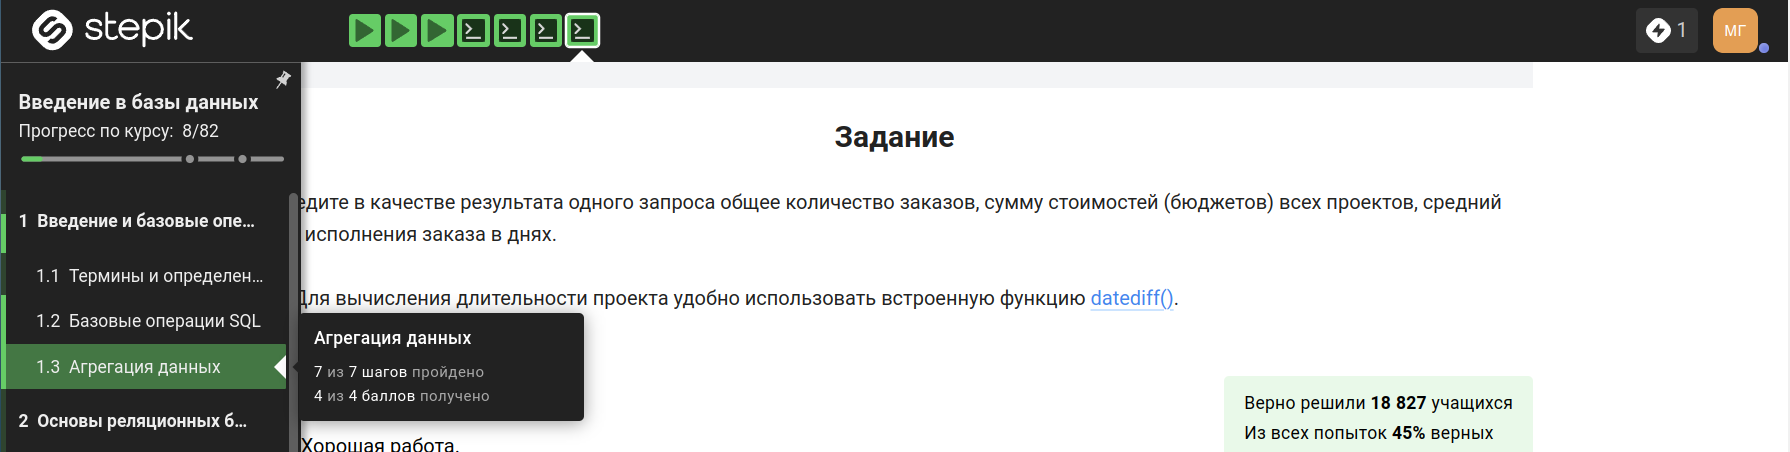 stepik
1
МГ
Введение в базы данных
Прогресс по курсу: 8/82
1 Введение и базовые опе...
1.1 Термины и определен...
1.2 Базовые операции SQL
1.3 Агрегация данных
2 Основы реляционных б...
Задание
едите в качестве результата одного запроса общее количество заказов, сумму стоимостей (бюджетов) всех проектов, средний
исполнения заказа в днях.
Для вычисления длительности проекта удобно использовать встроенную функцию datediff().
Агрегация данных
7 из 7 шагов пройдено
4 из 4 баллов получено
Хорошая работа.
Верно решили 18 827 учащихся
Из всех попыток 45% верных